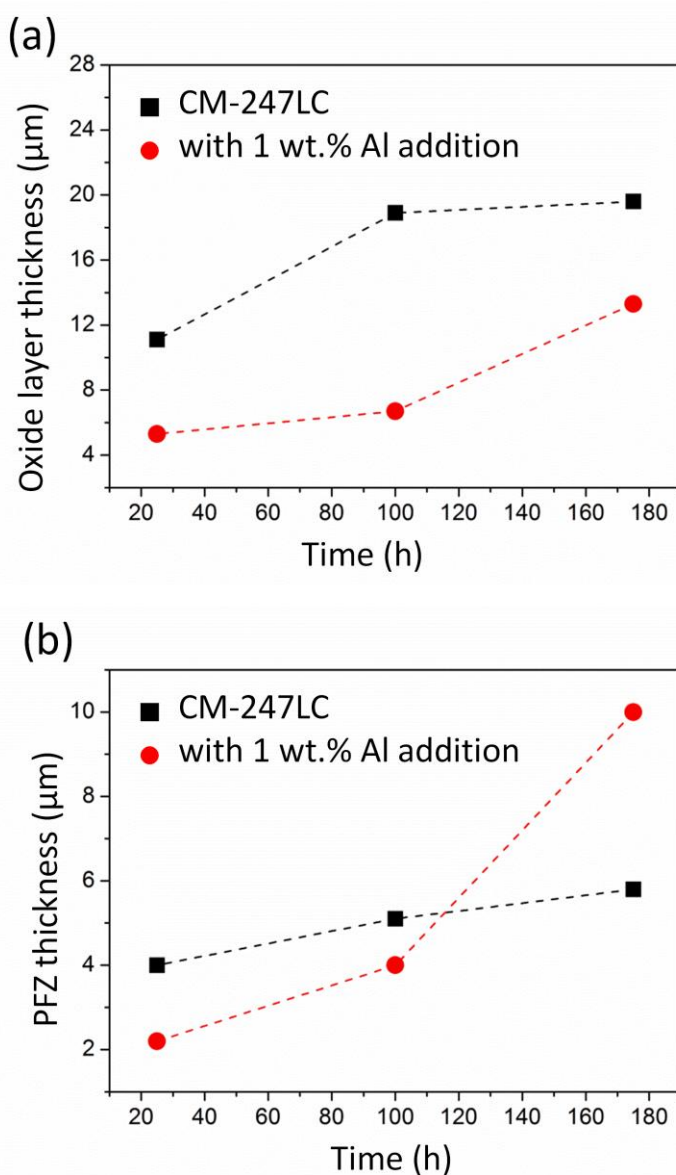 (a)
Oxide layer thickness (μm)
28
24
20
16
12
8
4
CM-247LC
with 1 wt.% Al addition
20 40 60 80 100 120 140 160 180
Time (h)
(b)
PFZ thickness (μm)
10
8
6
4
2
CM-247LC
with 1 wt.% Al addition
20 40 60 80 100 120 140 160 180
Time (h)